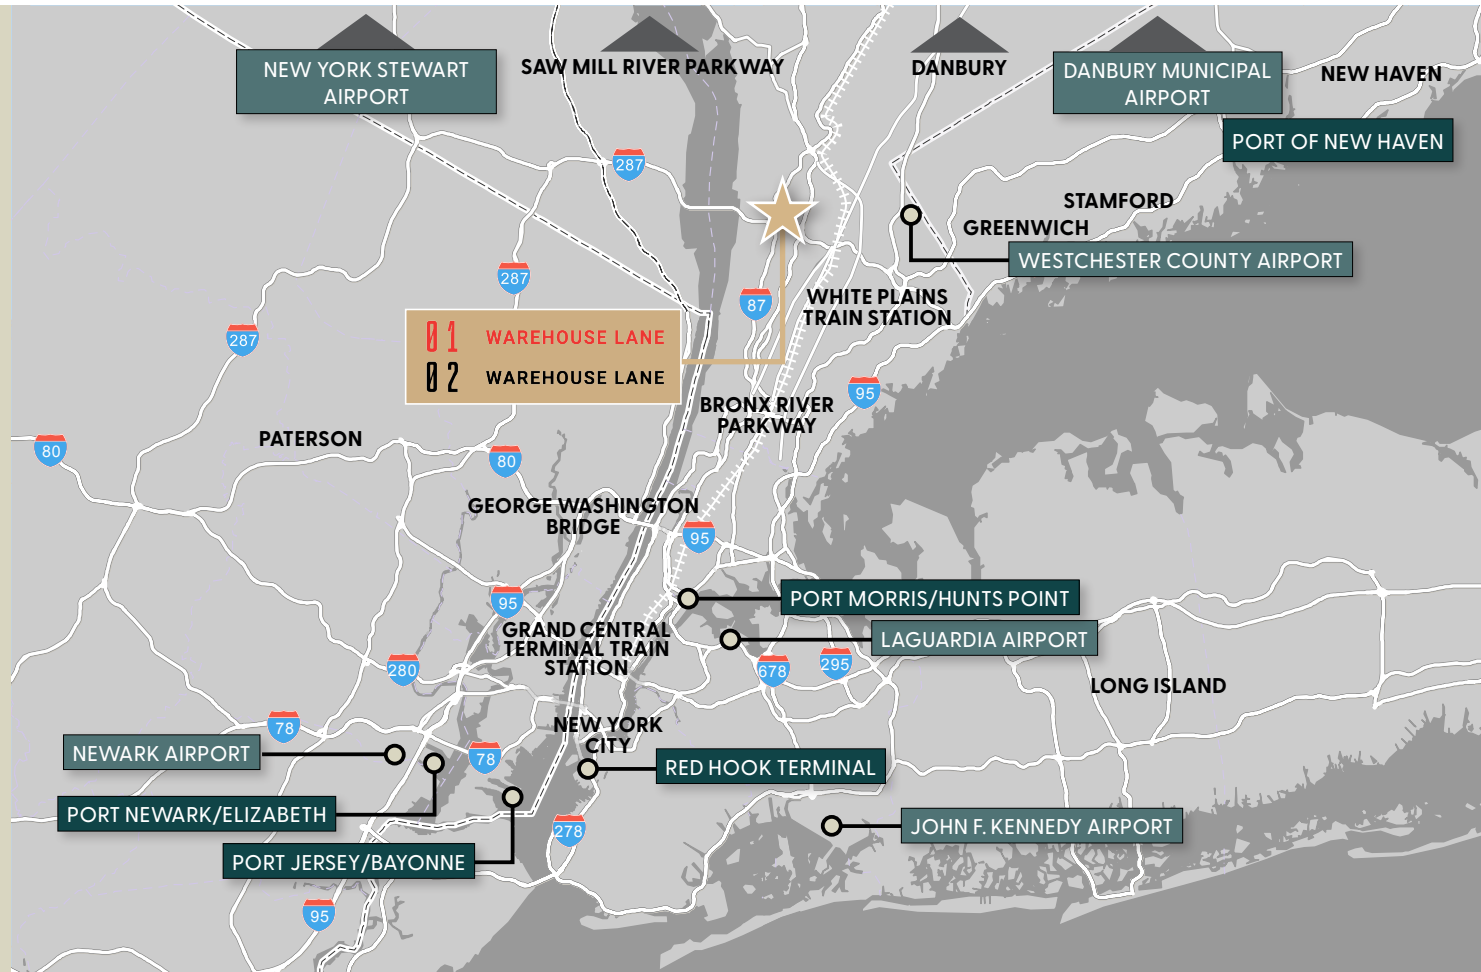 NEW YORK STEWART
AIRPORT
SAW MILL RIVER PARKWAY
DANBURY
DANBURY MUNICIPAL
AIRPORT
NEW HAVEN
PORT OF NEW HAVEN
287
STAMFORD
GREENWICH
WESTCHESTER COUNTY AIRPORT
287
87
WHITE PLAINS
TRAIN STATION
287
01 WAREHOUSE LANE
02 WAREHOUSE LANE
95
BRONX RIVER
PARKWAY
PATERSON
80
80
GEORGE WASHINGTON
BRIDGE
95
95
PORT MORRIS/HUNTS POINT
GRAND CENTRAL
TERMINAL TRAIN
STATION
LAGUARDIA AIRPORT
280
678
295
LONG ISLAND
78
NEW YORK
CITY
NEWARK AIRPORT
78
RED HOOK TERMINAL
PORT NEWARK/ELIZABETH
278
JOHN F. KENNEDY AIRPORT
PORT JERSEY/BAYONNE
95